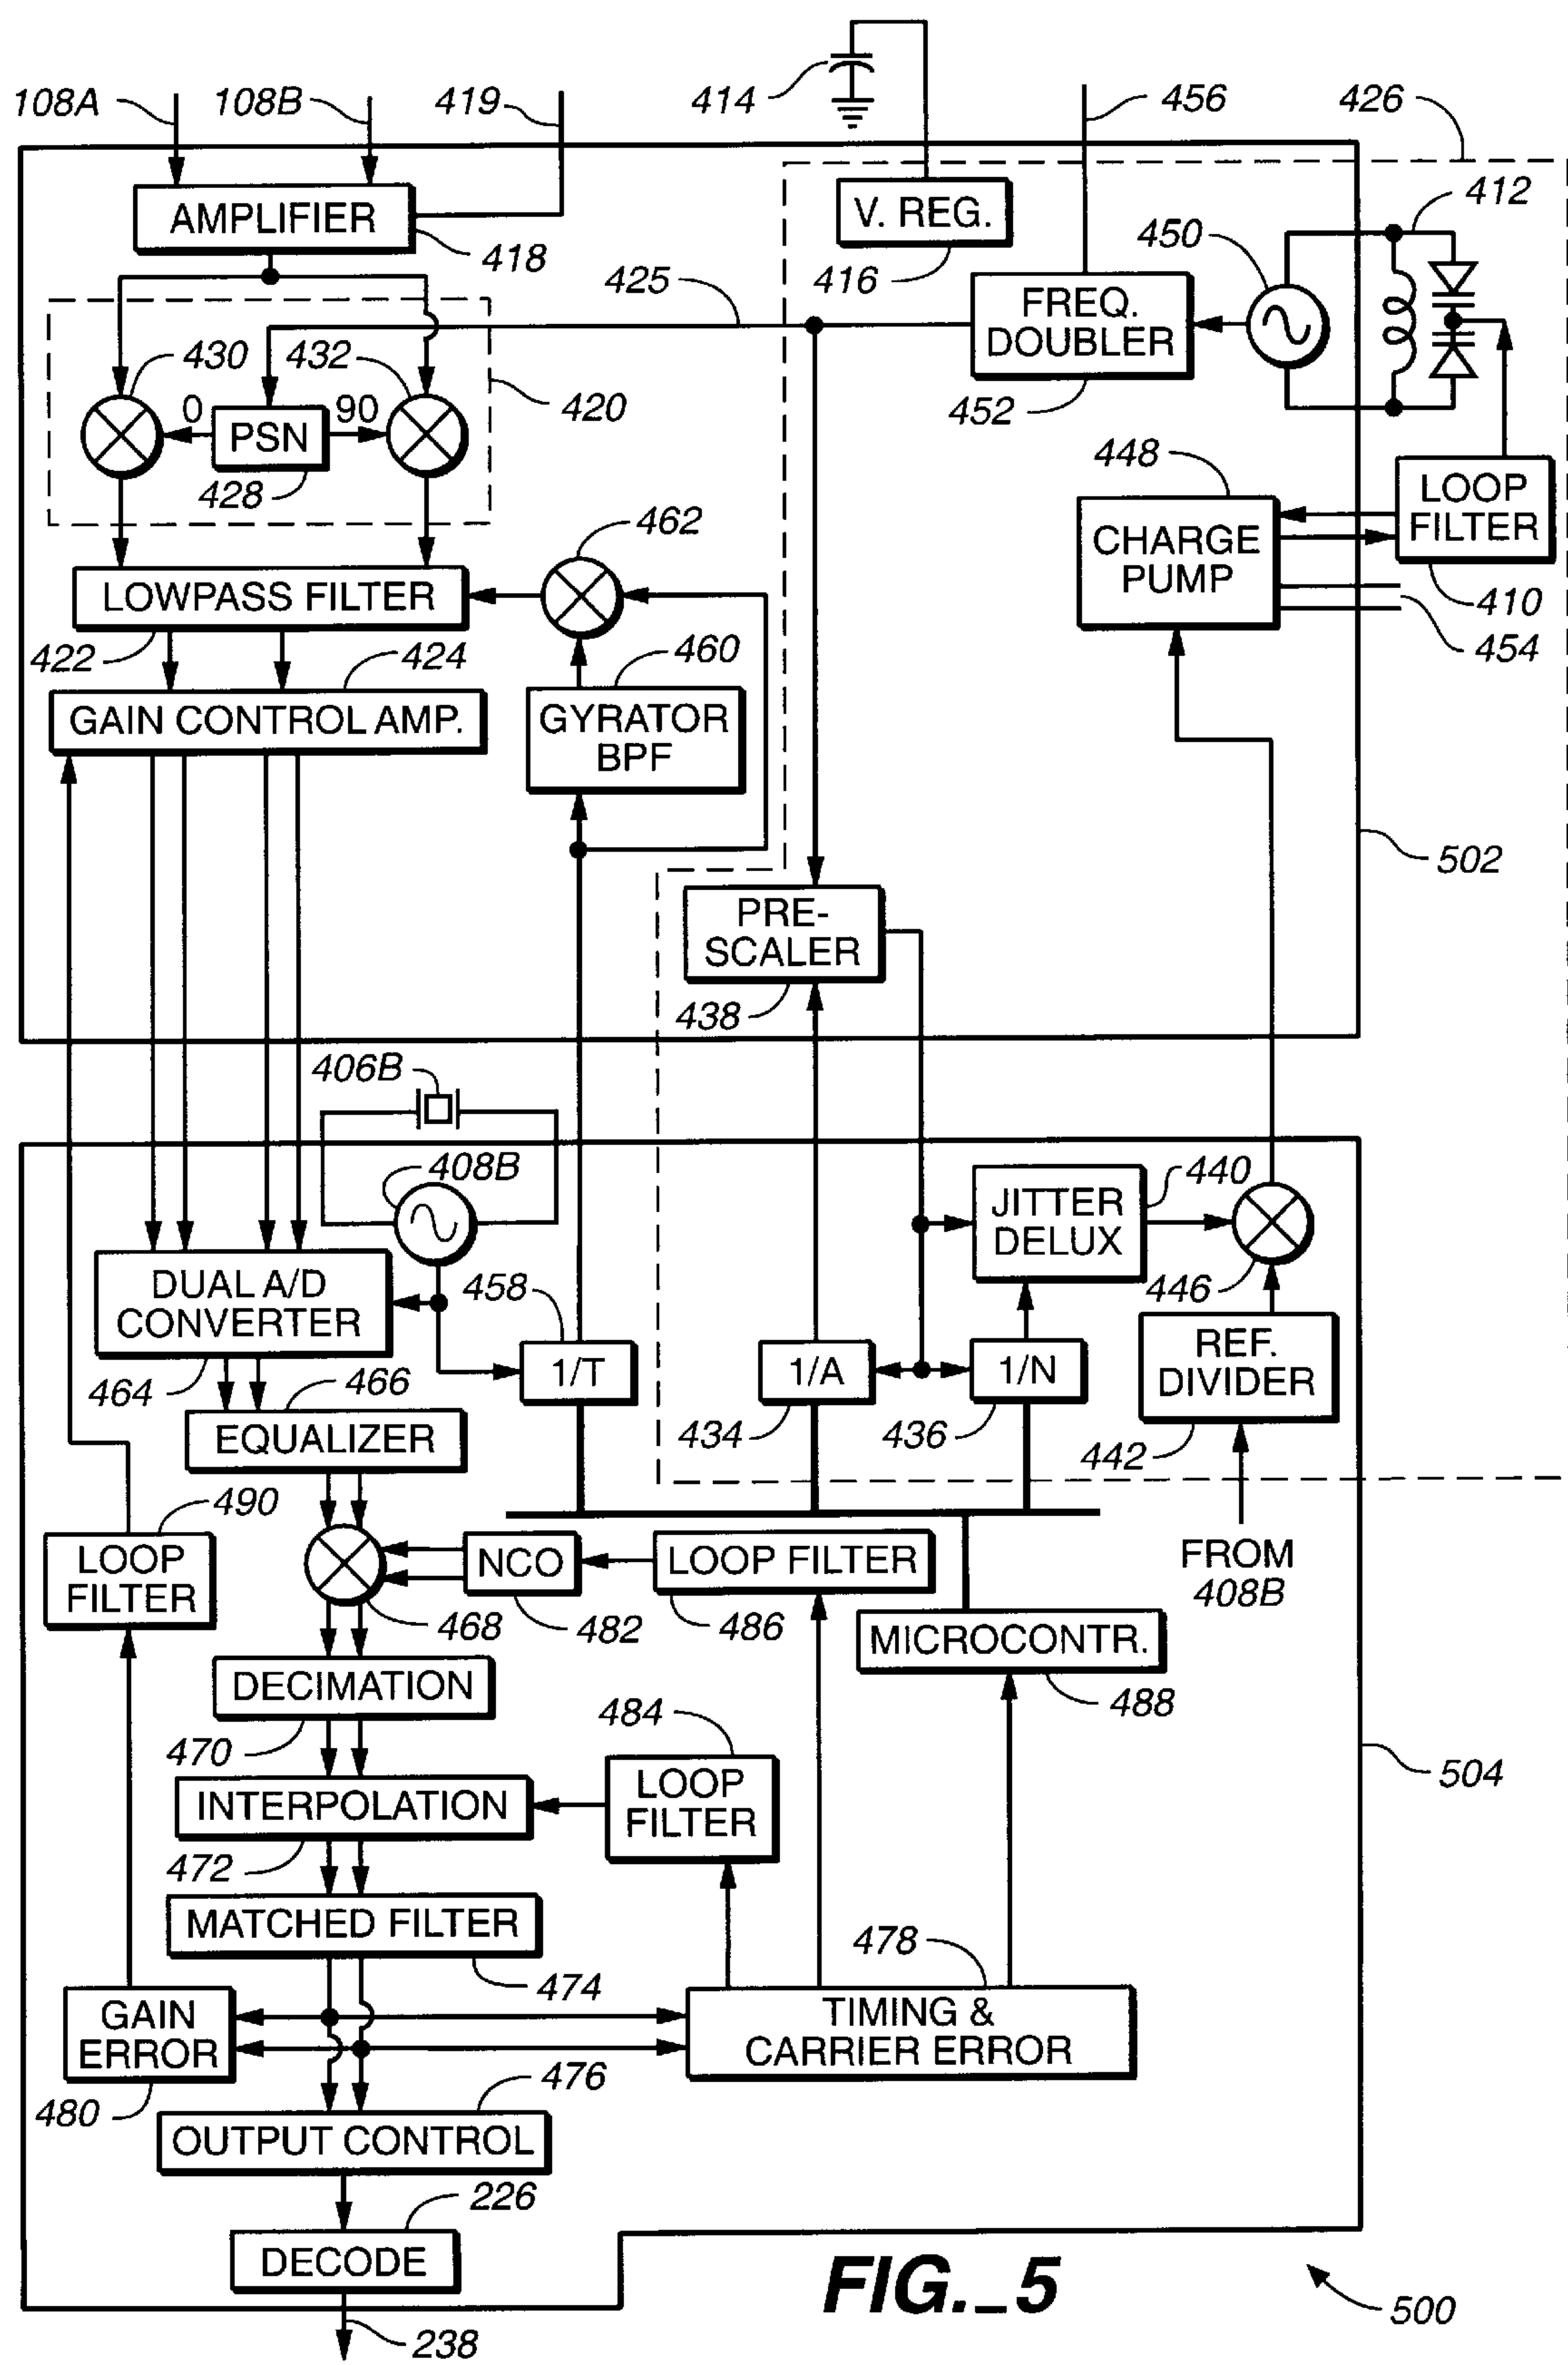 414
456
426
108A
108B
419
AMPLIFIER
418
V. REG.
416
412
450
425
FREQ.
DOUBLER
452
430
432
420
0
PSN
90
428
448
LOOP
FILTER
410
CHARGE
PUMP
454
462
LOWPASS FILTER
422
424
460
GYRATOR
BPF
GAIN CONTROL AMP.
502
PRE-
SCALER
438
406B
408B
JITTER
DELUX
440
446
DUAL A/D
CONVERTER
464
458
1/T
1/A
434
1/N
436
REF.
DIVIDER
442
466
EQUALIZER
490
LOOP
FILTER
468
NCO
482
LOOP FILTER
486
FROM
408B
MICROCONTR.
488
DECIMATION
470
484
LOOP
FILTER
504
INTERPOLATION
472
MATCHED FILTER
474
478
GAIN
ERROR
480
TIMING &
CARRIER ERROR
476
OUTPUT CONTROL
226
DECODE
238
FIG._5
500